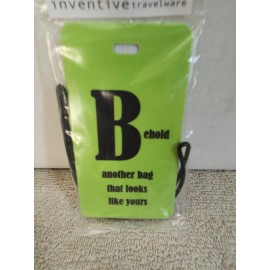 inventive travelware
Behold
another bag
that looks
like yours